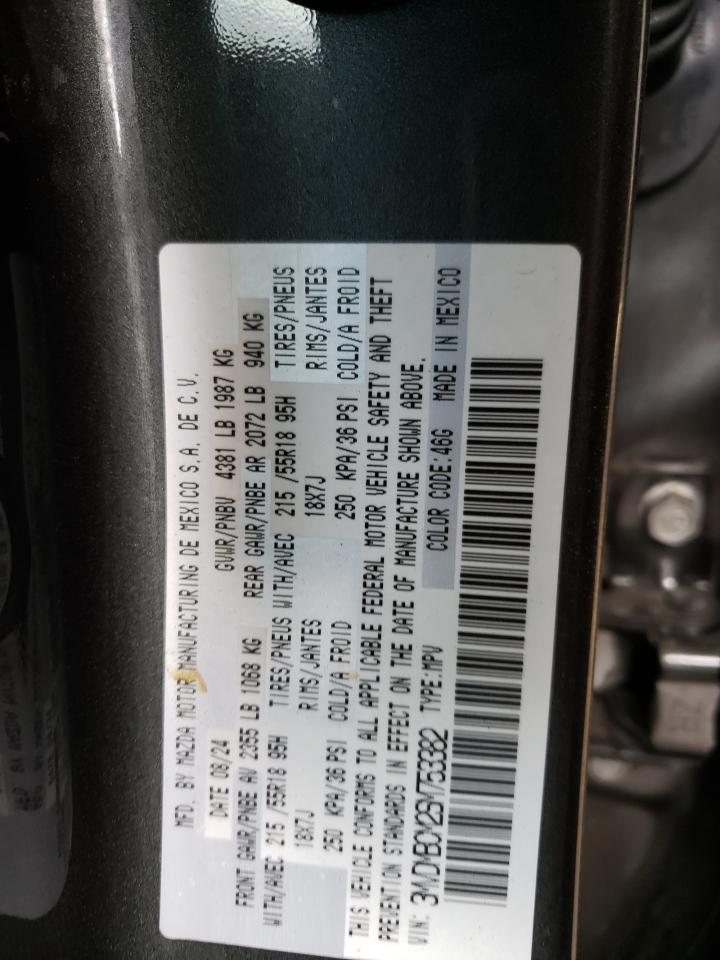 MFD. BY MAZDA MOTOR MANUFACTURING DE MEXICO S.A. DE C.V.
DATE 08/24 GVWR/PNBV 4381 LB 1987 KG
FRONT GAWR/PNBE AV 2355 LB 1068 KG REAR GAWR/PNBE AR 2072 LB 940 KG
WITH/AVEC 215 /55R18 95H TIRES/PNEUS WITH/AVEC 215 /55R18 95H TIRES/PNEUS
18X7J RIMS/JANTES 18X7J RIMS/JANTES
250 KPA/36 PSI COLD/A FROID 250 KPA/36 PSI COLD/A FROID
THIS VEHICLE CONFORMS TO ALL APPLICABLE FEDERAL MOTOR VEHICLE SAFETY AND THEFT
PREVENTION STANDARDS IN EFFECT ON THE DATE OF MANUFACTURE SHOWN ABOVE.
VIN: 3MVDMBCY2SM753382 TYPE:MPV COLOR CODE:46G MADE IN MEXICO